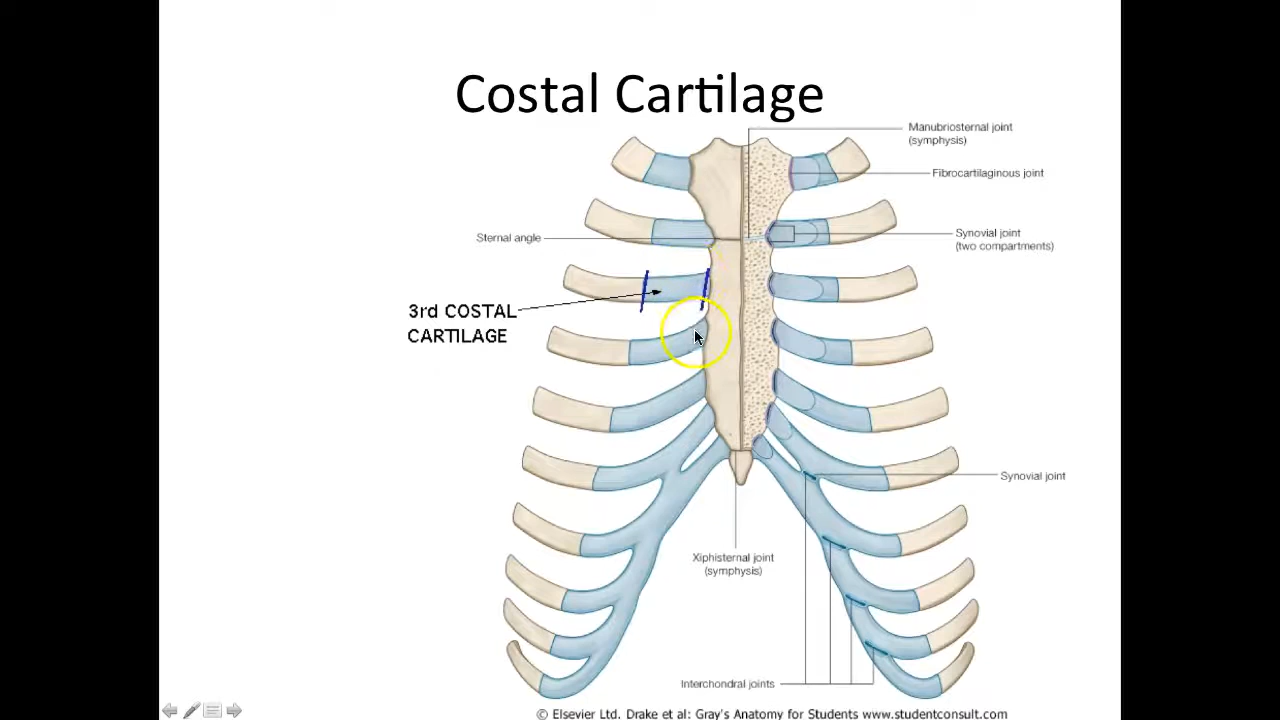 Costal Cartilage
Manubriosternal joint
(symphysis)
Fibrocartilaginous joint
Sternal angle
Synovial joint
(two compartments)
3rd COSTAL
CARTILAGE
Synovial joint
Xiphisternal joint
(symphysis)
Interchondral joints
© Elsevier Ltd. Drake et al: Gray's Anatomy for Students www.studentconsult.com